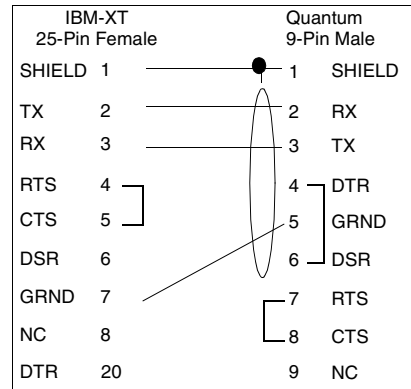 IBM-XT Quantum
25-Pin Female 9-Pin Male
SHIELD 1 1 SHIELD
TX 2 2 RX
RX 3 3 TX
RTS 4 4 DTR
CTS 5 5 GRND
DSR 6 6 DSR
GRND 7 7 RTS
NC 8 8 CTS
DTR 20 9 NC